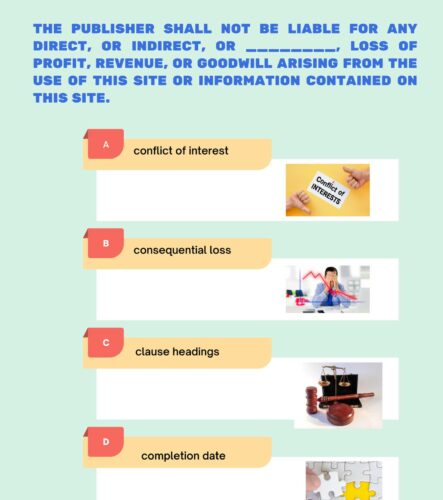 THE PUBLISHER SHALL NOT BE LIABLE FOR ANY
DIRECT, OR INDIRECT, OR ________, LOSS OF
PROFIT, REVENUE, OR GOODWILL ARISING FROM THE
USE OF THIS SITE OR INFORMATION CONTAINED ON
THIS SITE.
A
conflict of interest
Conflict of
INTERESTS
B
consequential loss
C
clause headings
D
completion date